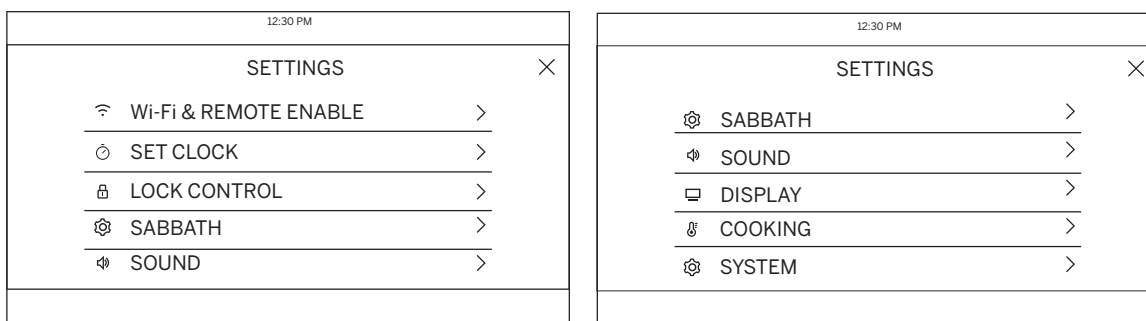 12:30 PM
SETTINGS
Wi-Fi & REMOTE ENABLE
SET CLOCK
LOCK CONTROL
SABBATH
SOUND
12:30 PM
SETTINGS
SABBATH
SOUND
DISPLAY
COOKING
SYSTEM